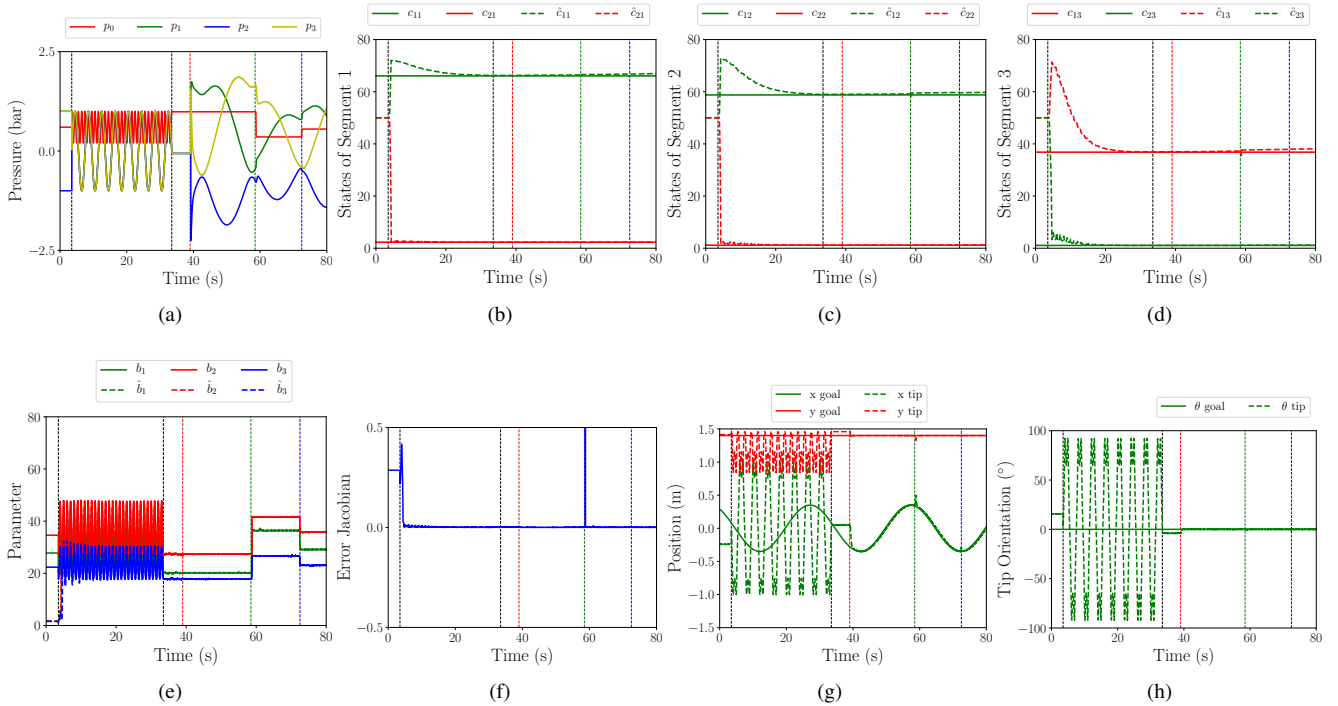 p₀ p₁ p₂ p₃
2.5
0.0
−2.5
Pressure (bar)
0 20 40 60 80
Time (s)
(a)
c₁₁ c₂₁ ĉ₁₁ ĉ₂₁
80
60
40
20
0
States of Segment 1
0 20 40 60 80
Time (s)
(b)
c₁₂ c₂₂ ĉ₁₂ ĉ₂₂
80
60
40
20
0
States of Segment 2
0 20 40 60 80
Time (s)
(c)
c₁₃ c₂₃ ĉ₁₃ ĉ₂₃
80
60
40
20
0
States of Segment 3
0 20 40 60 80
Time (s)
(d)
b₁ b₂ b₃
b̂₁ b̂₂ b̂₃
80
60
40
20
0
Parameter
0 20 40 60 80
Time (s)
(e)
0.5
0.0
−0.5
Error Jacobian
0 20 40 60 80
Time (s)
(f)
x goal x tip
y goal y tip
1.5
1.0
0.5
0.0
−0.5
−1.0
−1.5
Position (m)
0 20 40 60 80
Time (s)
(g)
θ goal θ tip
100
50
0
−50
−100
Tip Orientation (°)
0 20 40 60 80
Time (s)
(h)